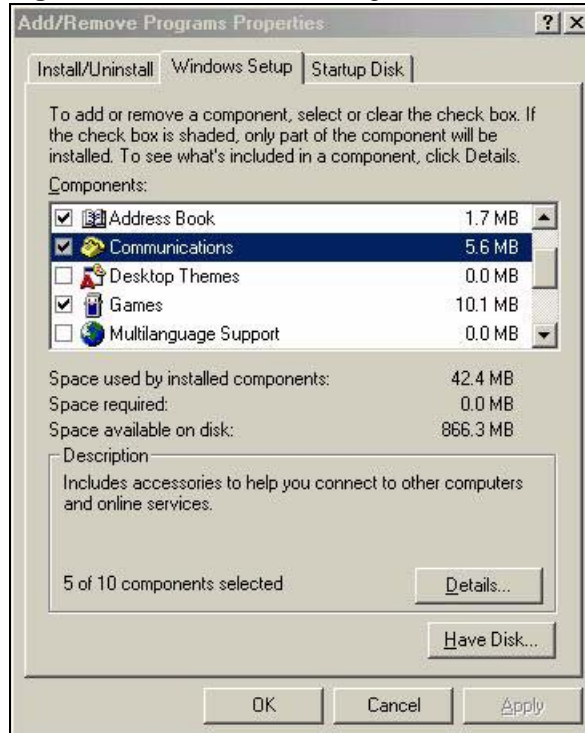 Add/Remove Programs Properties
Install/Uninstall Windows Setup Startup Disk
To add or remove a component, select or clear the check box. If
the check box is shaded, only part of the component will be
installed. To see what's included in a component, click Details.
Components:
Address Book 1.7 MB
Communications 5.6 MB
Desktop Themes 0.0 MB
Games 10.1 MB
Multilanguage Support 0.0 MB
Space used by installed components: 42.4 MB
Space required: 0.0 MB
Space available on disk: 866.3 MB
Description
Includes accessories to help you connect to other computers
and online services.
5 of 10 components selected Details...
Have Disk...
OK Cancel Apply